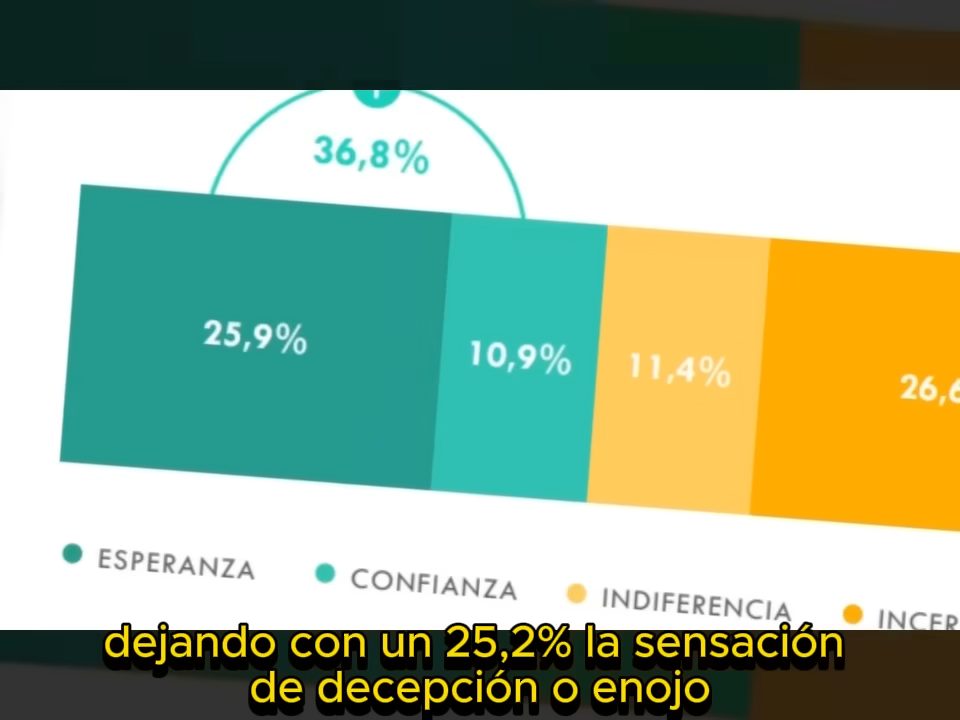 36,8%
25,9%
10,9%
11,4%
ESPERANZA
CONFIANZA
INDIFERENCIA
dejando con un 25,2% la sensación
de decepción o enojo